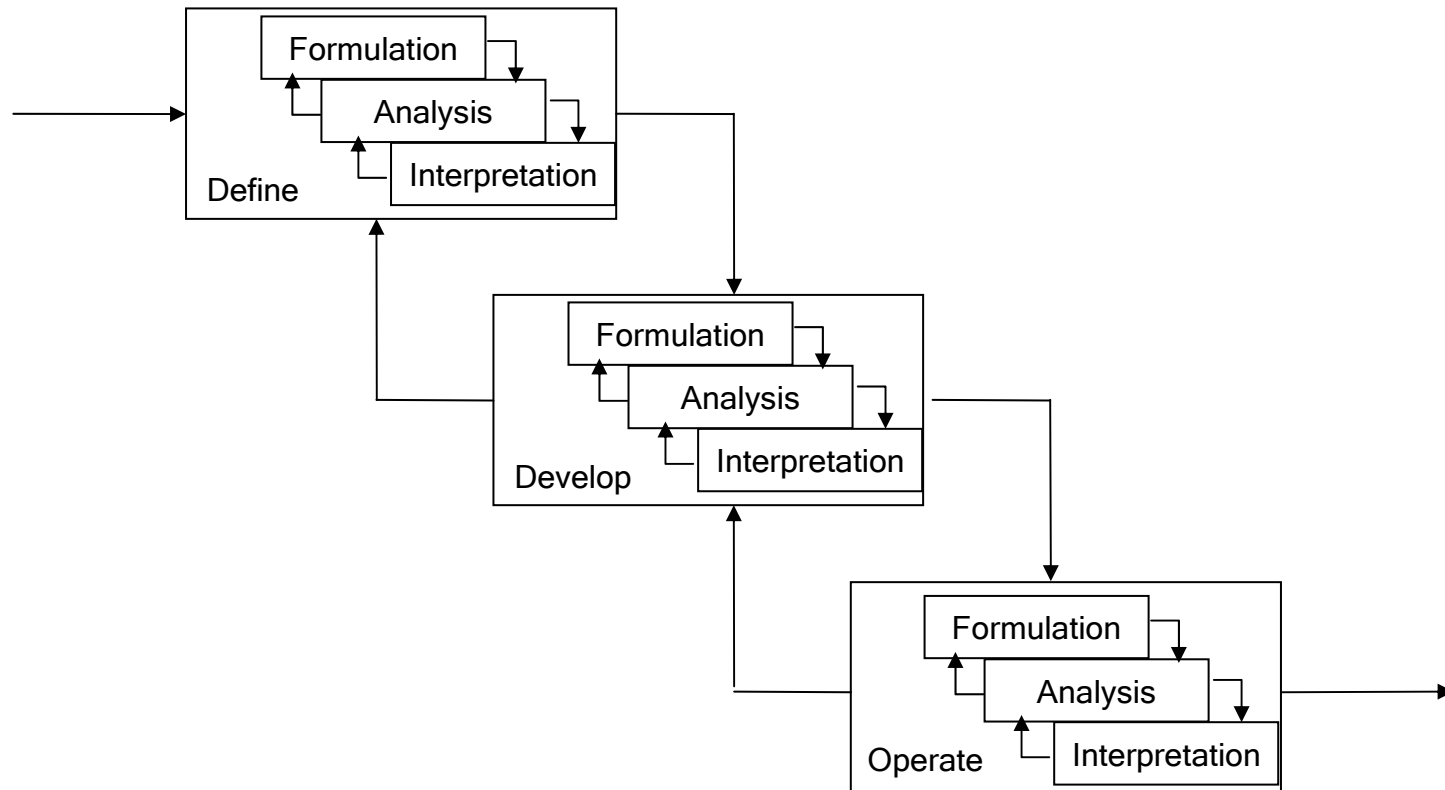 Formulation
Analysis
Interpretation
Define
Formulation
Analysis
Interpretation
Develop
Formulation
Analysis
Interpretation
Operate